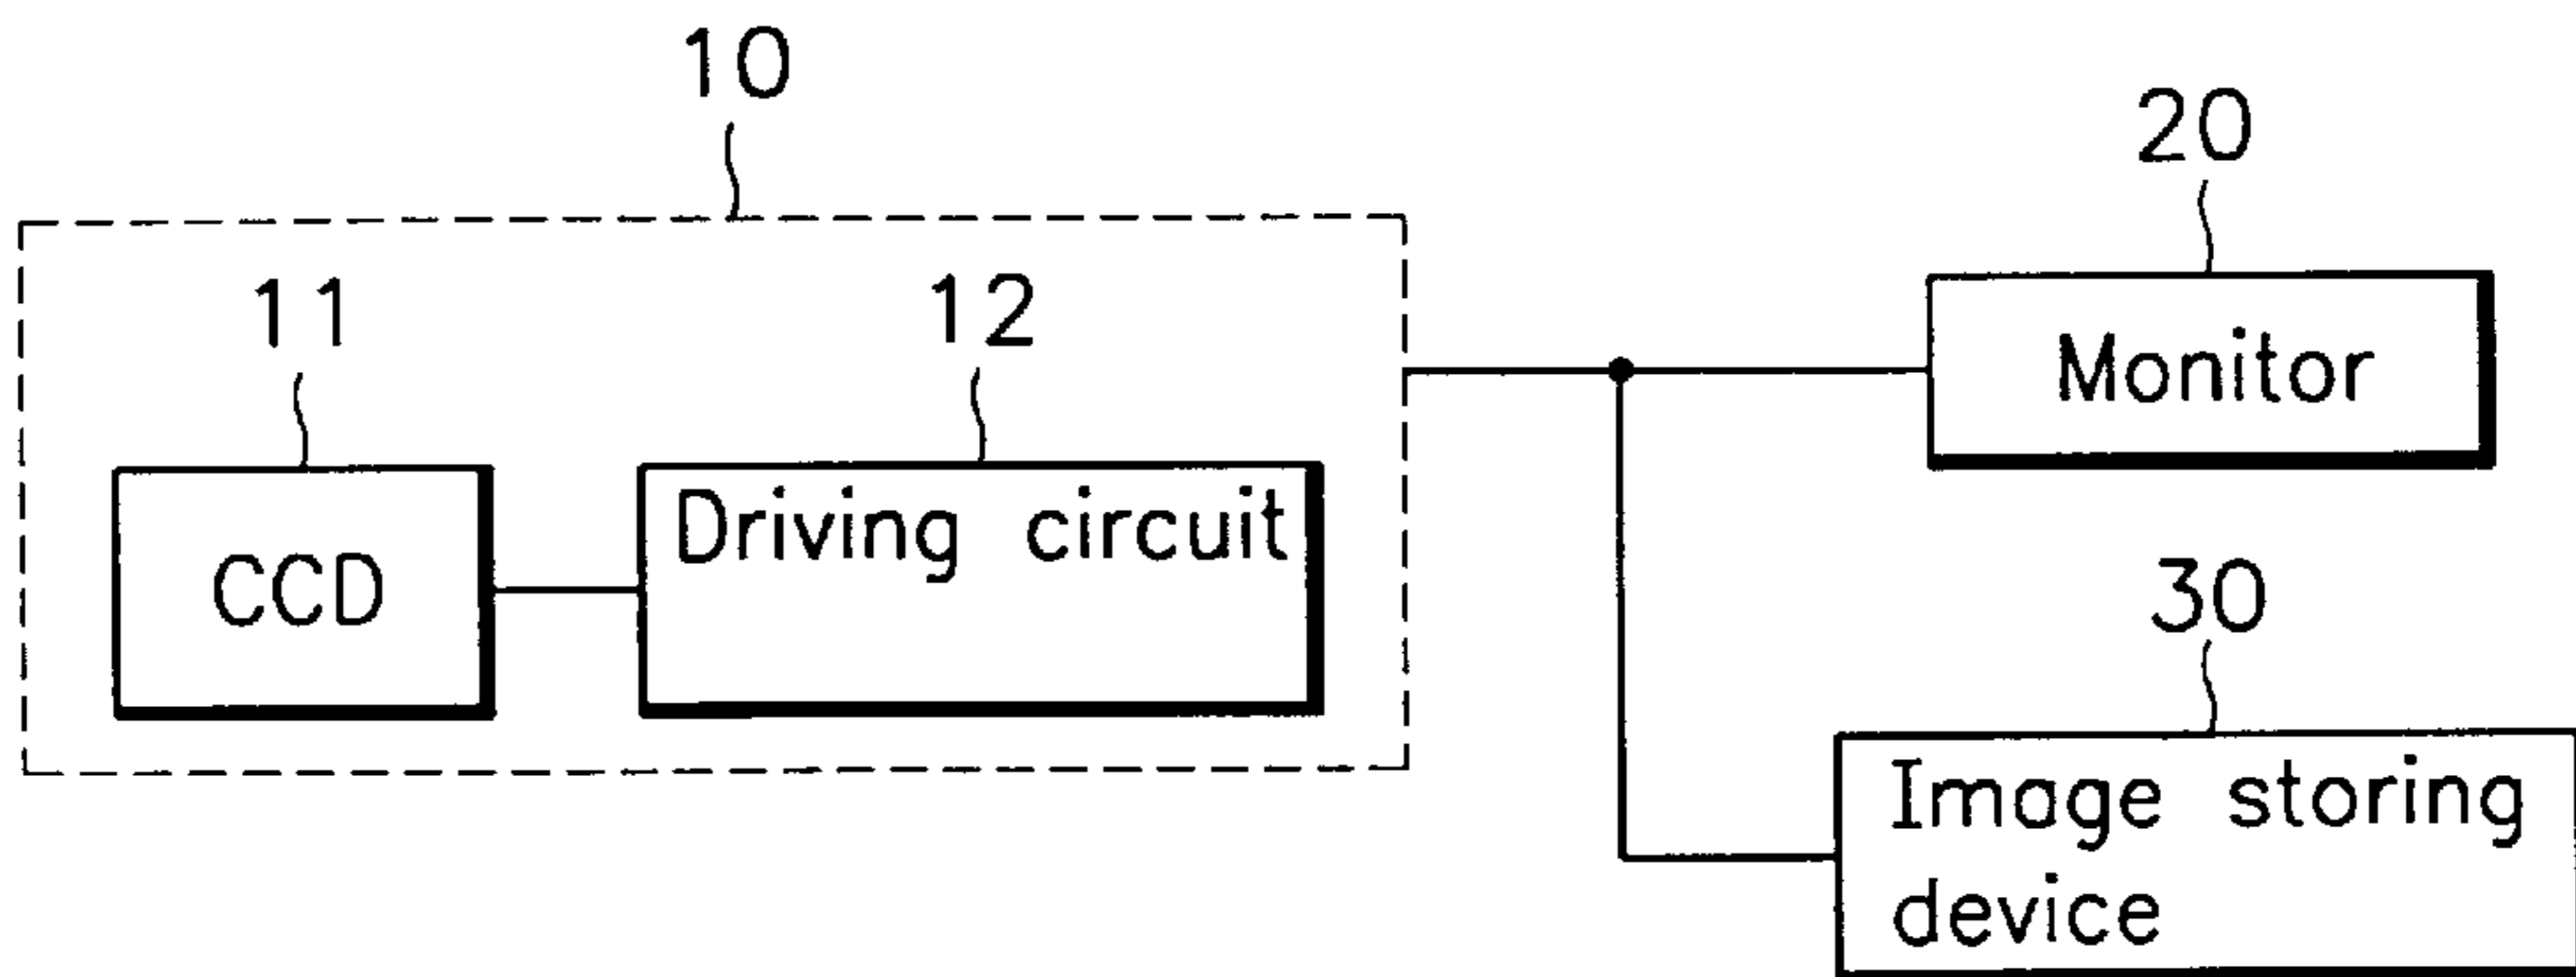 10
20
11
12
Monitor
Driving circuit
CCD
30
Image storing
device